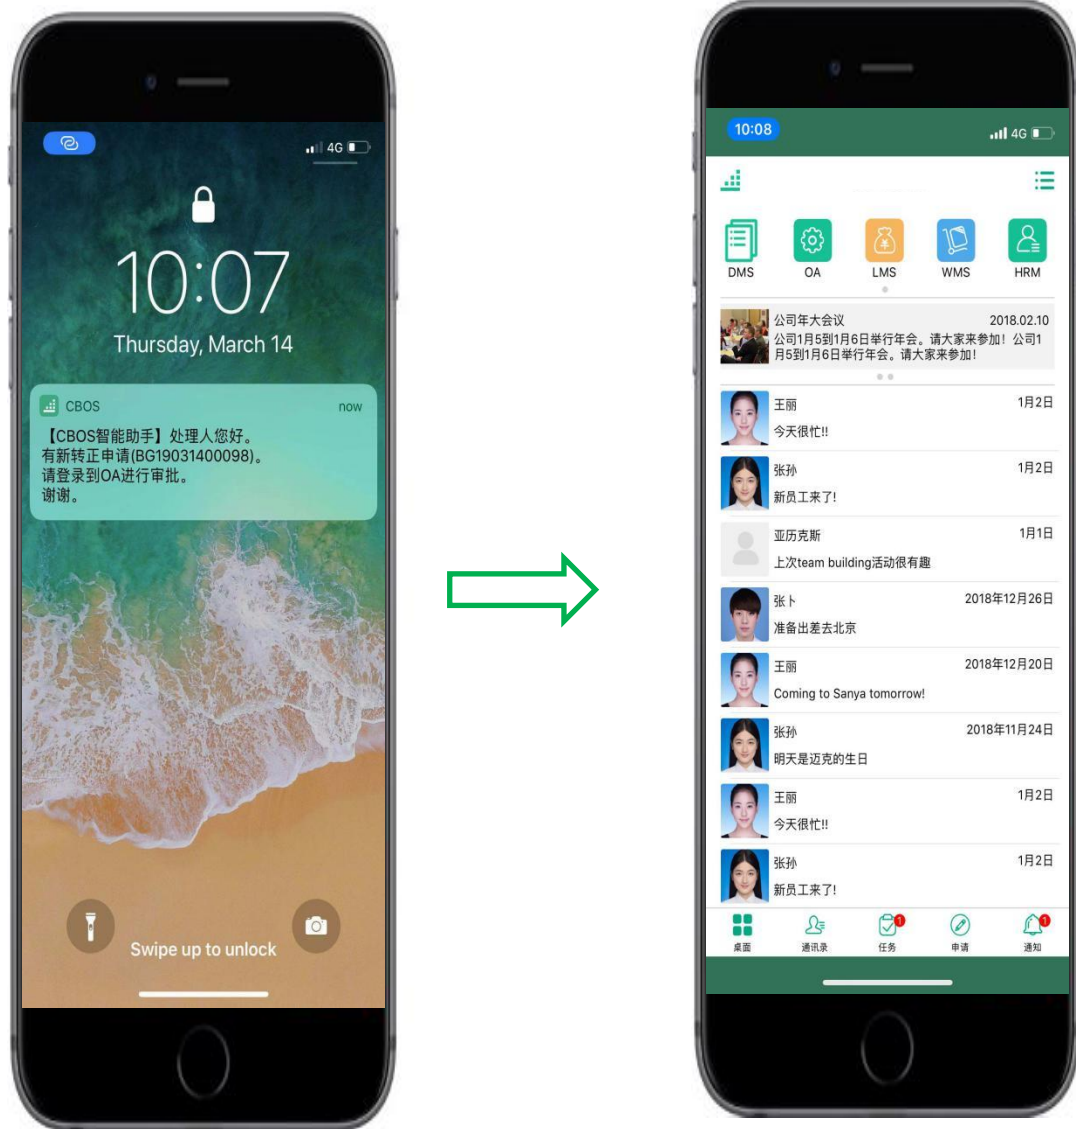 4G
10:07
Thursday, March 14
CBOS now
【CBOS智能助手】处理人您好。
有新转正申请(BG19031400098)。
请登录到OA进行审批。
谢谢。
Swipe up to unlock
10:08 4G
DMS OA LMS WMS HRM
公司年大会议 2018.02.10
公司1月5到1月6日举行年会。请大家来参加！公司1
月5到1月6日举行年会。请大家来参加！
王丽 1月2日
今天很忙!!
张孙 1月2日
新员工来了!
亚历克斯 1月1日
上次team building活动很有趣
张卜 2018年12月26日
准备出差去北京
王丽 2018年12月20日
Coming to Sanya tomorrow!
张孙 2018年11月24日
明天是迈克的生日
王丽 1月2日
今天很忙!!
张孙 1月2日
新员工来了!
1 1
桌面 通讯录 任务 申请 通知